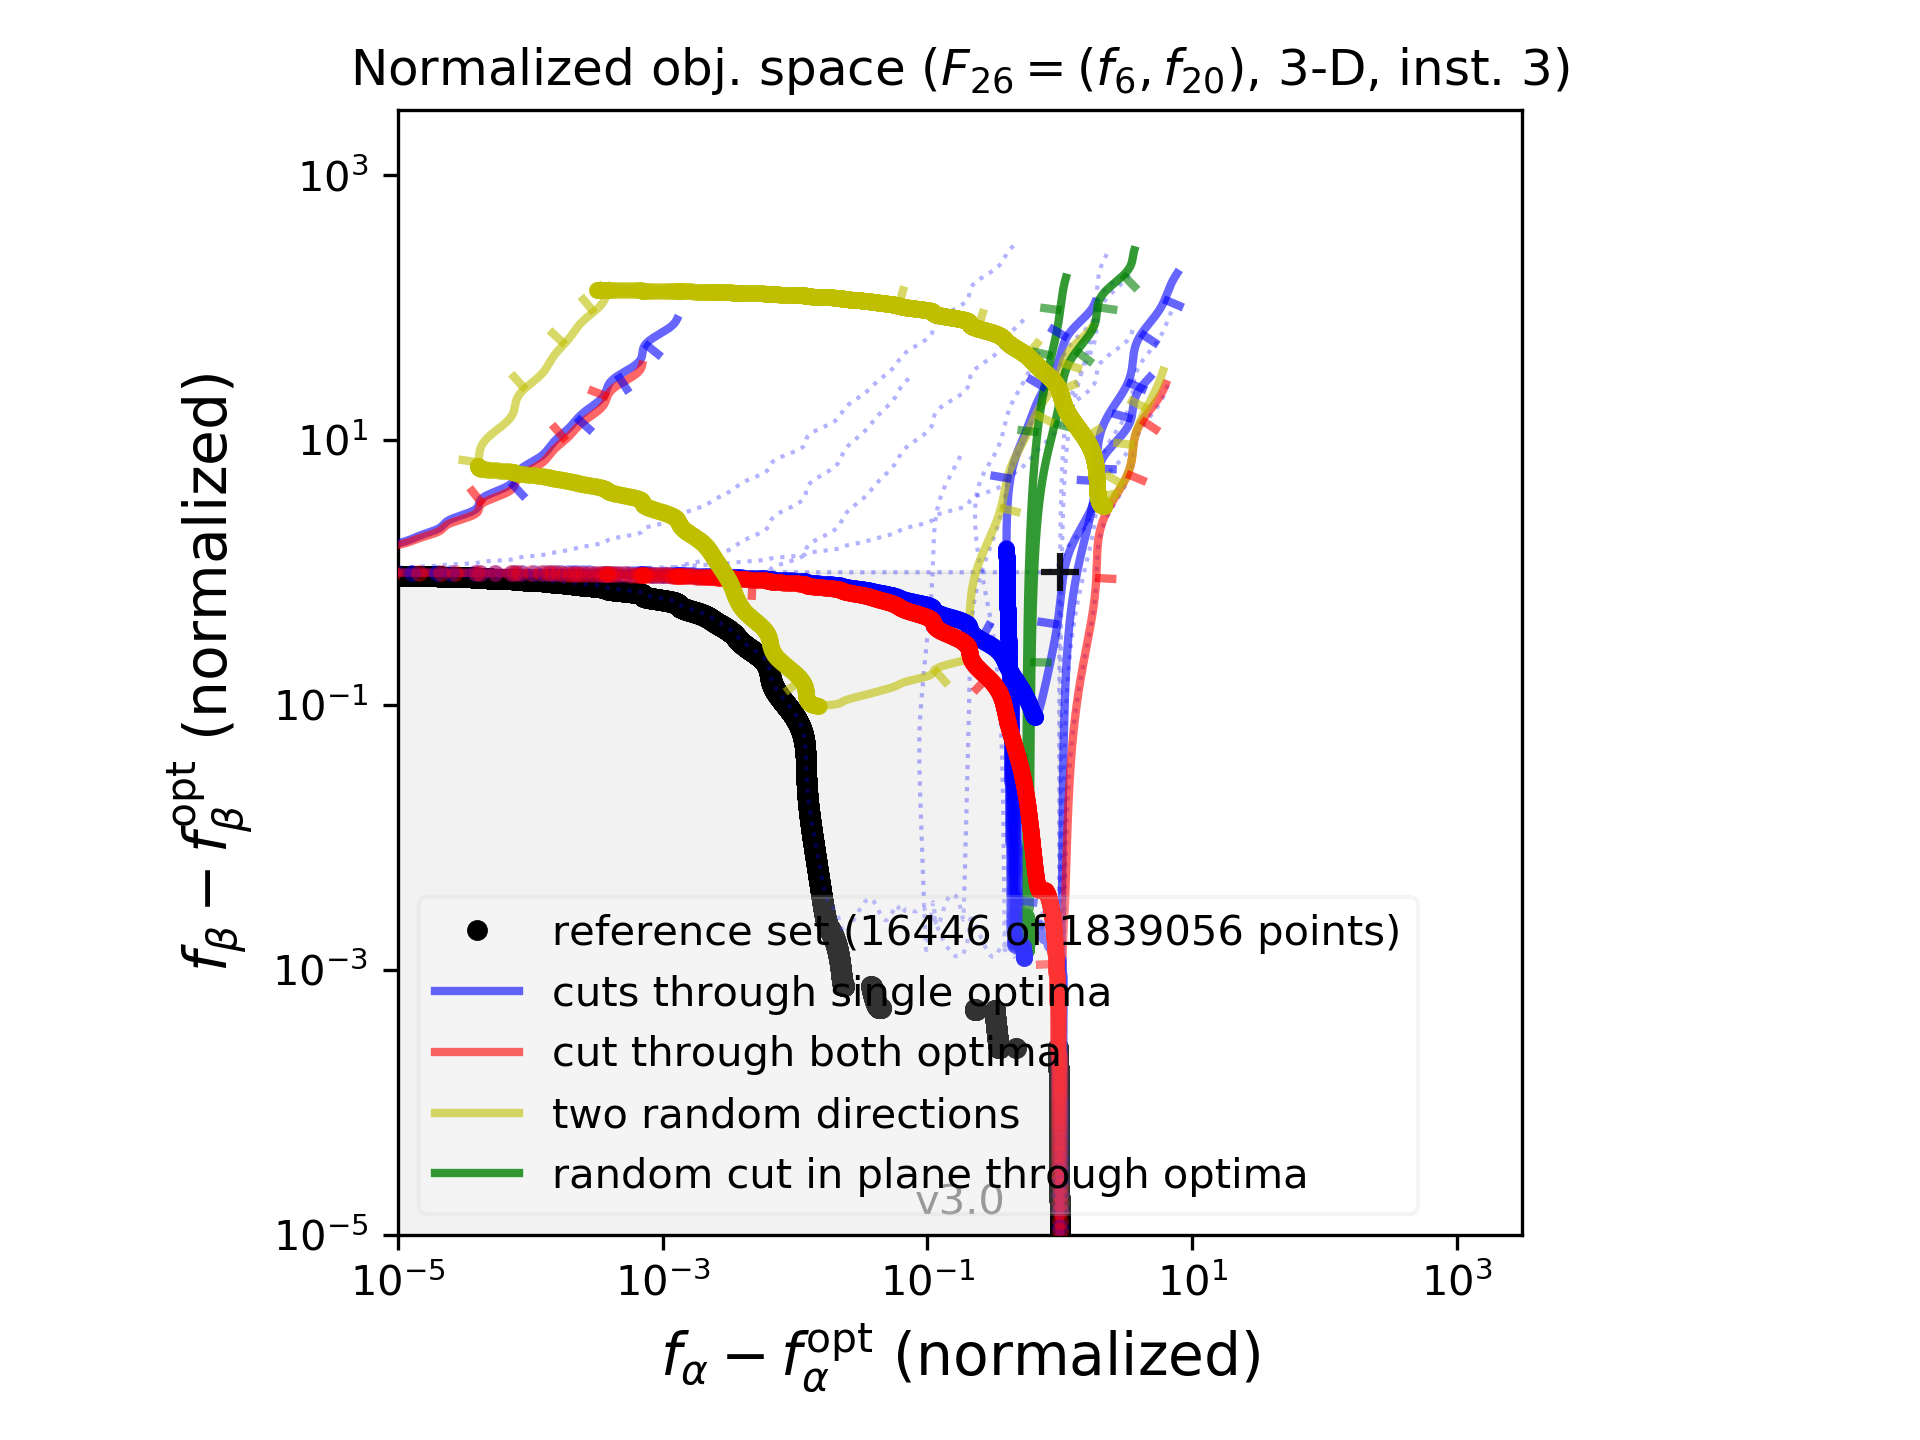 Normalized obj. space (F₂₆ = (f₆, f₂₀), 3-D, inst. 3)
10³
10¹
10⁻¹
10⁻³
10⁻⁵
f_β − f_β^opt (normalized)
reference set (16446 of 1839056 points)
cuts through single optima
cut through both optima
two random directions
random cut in plane through optima
v3.0
10⁻⁵ 10⁻³ 10⁻¹ 10¹ 10³
f_α − f_α^opt (normalized)